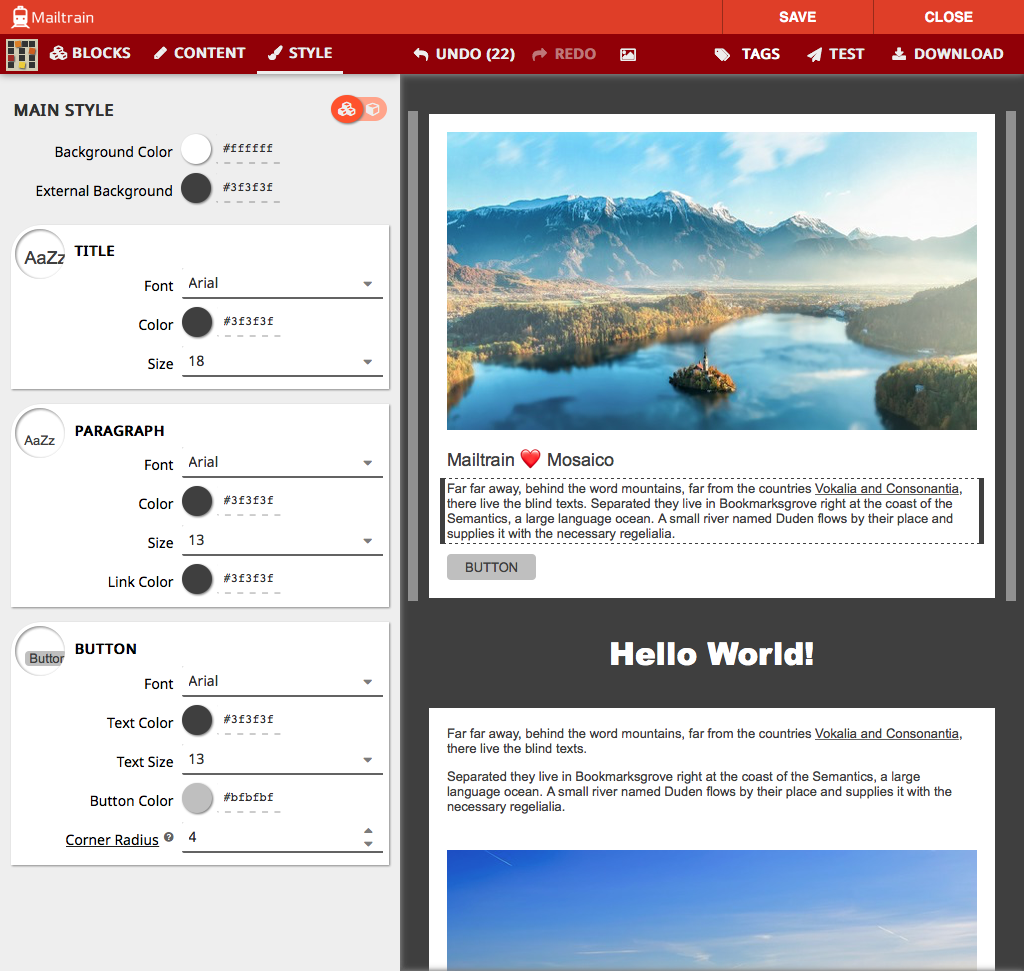 Mailtrain
SAVE
CLOSE
BLOCKS
CONTENT
STYLE
UNDO (22)
REDO
TAGS
TEST
DOWNLOAD
MAIN STYLE
Background Color
#ffffff
External Background
#3f3f3f
AaZz
TITLE
Font
Arial
Color
#3f3f3f
Size
18
AaZz
PARAGRAPH
Font
Arial
Color
#3f3f3f
Size
13
Link Color
#3f3f3f
Button
BUTTON
Font
Arial
Text Color
#3f3f3f
Text Size
13
Button Color
#bfbfbf
Corner Radius ?
4
Mailtrain ❤️ Mosaico
Far far away, behind the word mountains, far from the countries Vokalia and Consonantia,
there live the blind texts. Separated they live in Bookmarksgrove right at the coast of the
Semantics, a large language ocean. A small river named Duden flows by their place and
supplies it with the necessary regelialia.
BUTTON
Hello World!
Far far away, behind the word mountains, far from the countries Vokalia and Consonantia,
there live the blind texts.
Separated they live in Bookmarksgrove right at the coast of the Semantics, a large
language ocean. A small river named Duden flows by their place and supplies it with the
necessary regelialia.